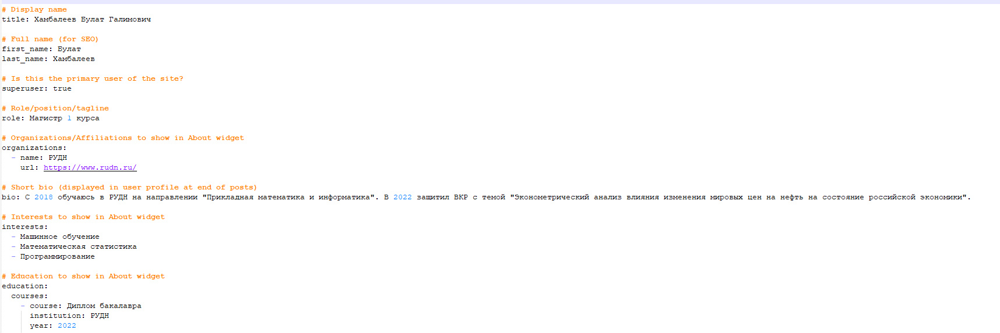 # Display name
title: Хамбалеев Булат Галимович
# Full name (for SEO)
first_name: Булат
last_name: Хамбалеев
# Is this the primary user of the site?
superuser: true
# Role/position/tagline
role: Магистр 1 курса
# Organizations/Affiliations to show in About widget
organizations:
  - name: РУДН
    url: https://www.rudn.ru/
# Short bio (displayed in user profile at end of posts)
bio: С 2018 обучаюсь в РУДН на направлении "Прикладная математика и информатика". В 2022 защитил ВКР с темой "Эконометрический анализ влияния изменения мировых цен на нефть на состояние российской экономики".
# Interests to show in About widget
interests:
  - Машинное обучение
  - Математическая статистика
  - Программирование
# Education to show in About widget
education:
  courses:
    - course: Диплом бакалавра
      institution: РУДН
      year: 2022